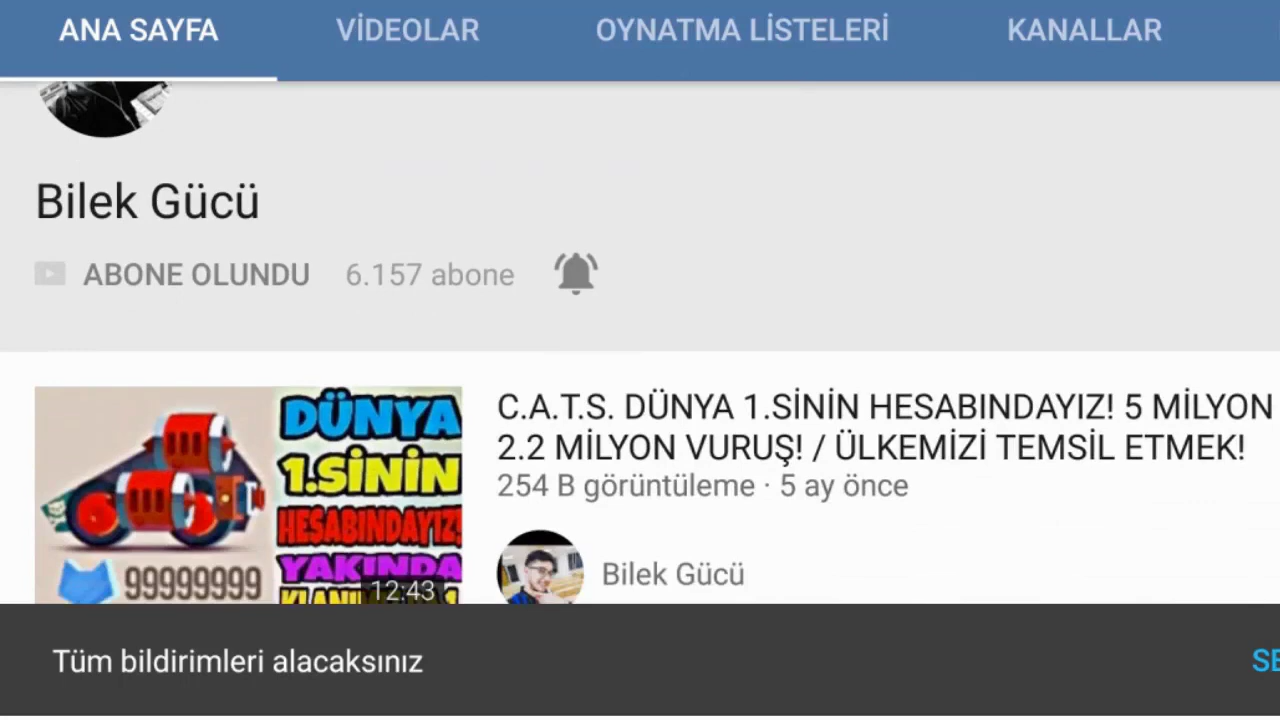 ANA SAYFA VİDEOLAR OYNATMA LİSTELERİ KANALLAR
Bilek Gücü
ABONE OLUNDU 6.157 abone
C.A.T.S. DÜNYA 1.SİNİN HESABINDAYIZ! 5 MİLYON
2.2 MİLYON VURUŞ! / ÜLKEMİZİ TEMSİL ETMEK!
254 B görüntüleme · 5 ay önce
Bilek Gücü
DÜNYA
1.SİNİN
HESABINDAYIZ!
YAKINDA
99999999
12:43
Tüm bildirimleri alacaksınız